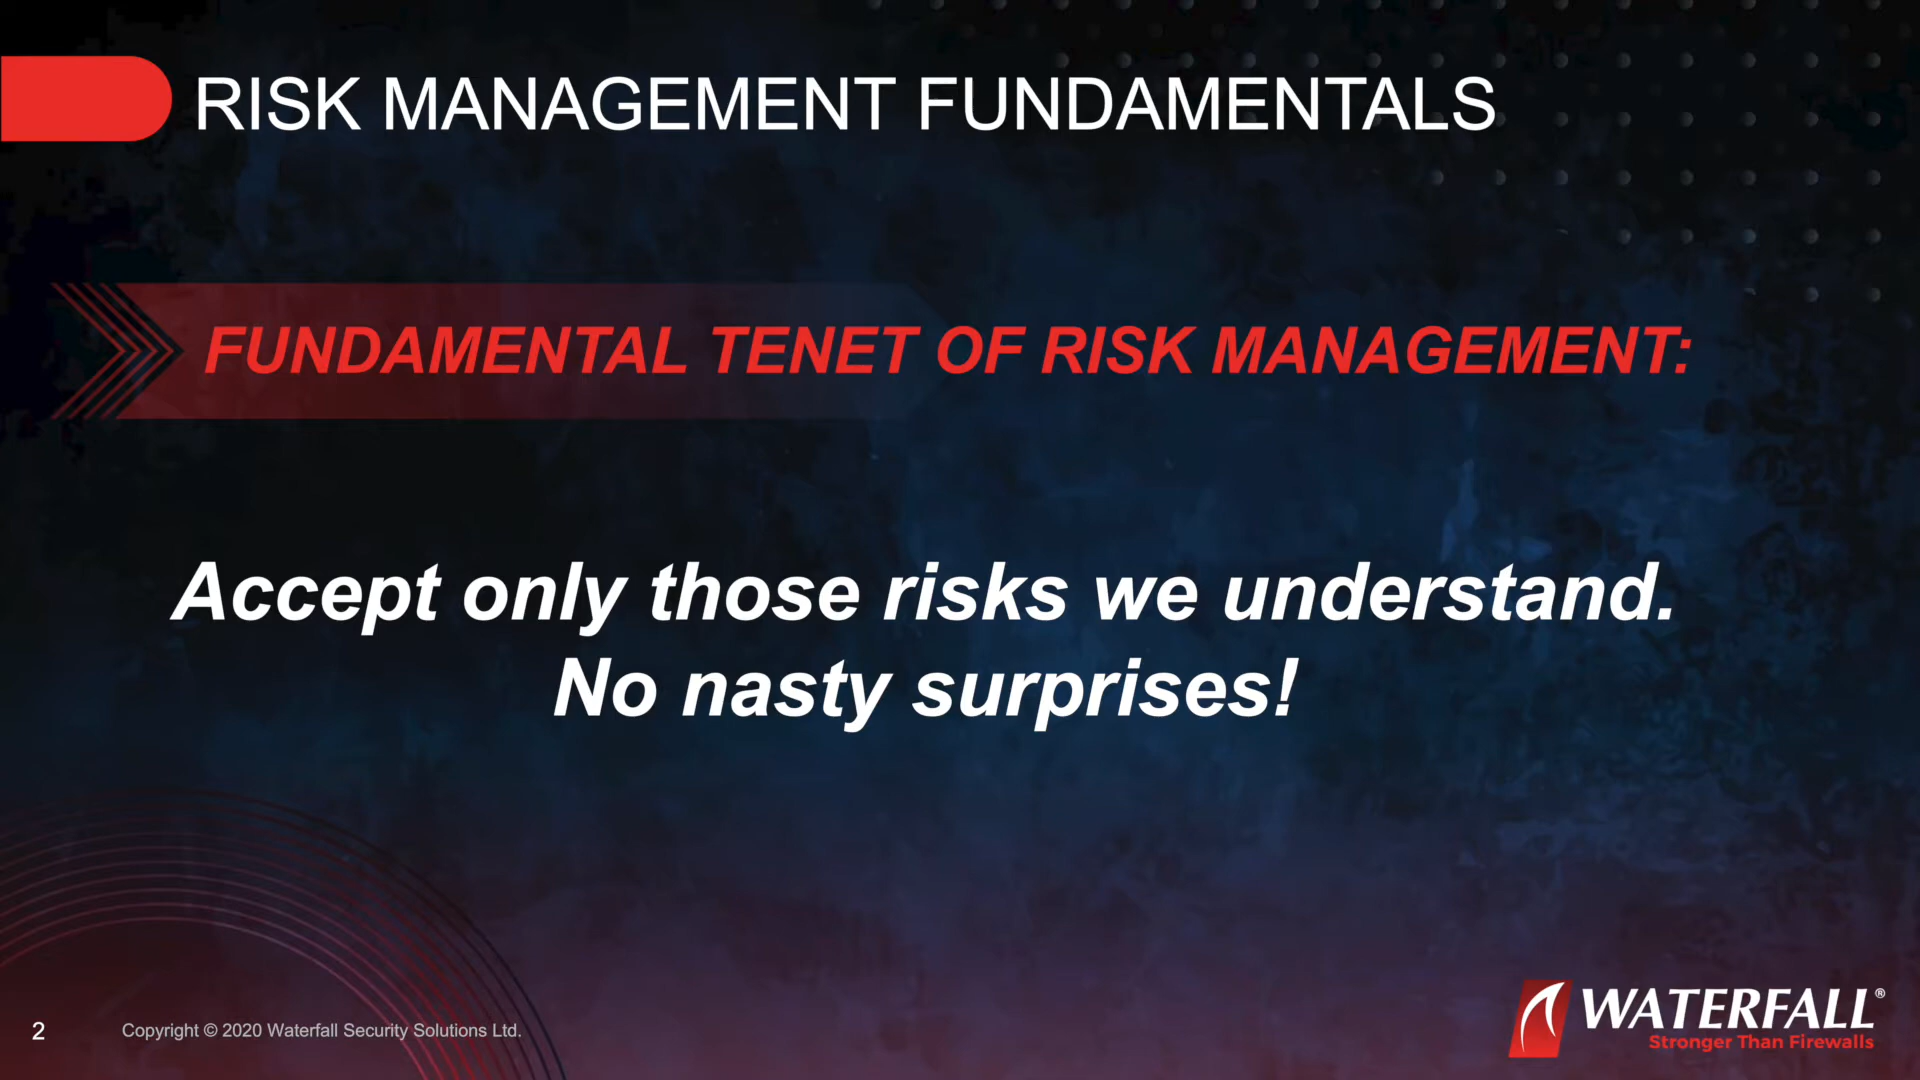 RISK MANAGEMENT FUNDAMENTALS
FUNDAMENTAL TENET OF RISK MANAGEMENT:
Accept only those risks we understand.
No nasty surprises!
2
Copyright © 2020 Waterfall Security Solutions Ltd.
WATERFALL®
Stronger Than Firewalls